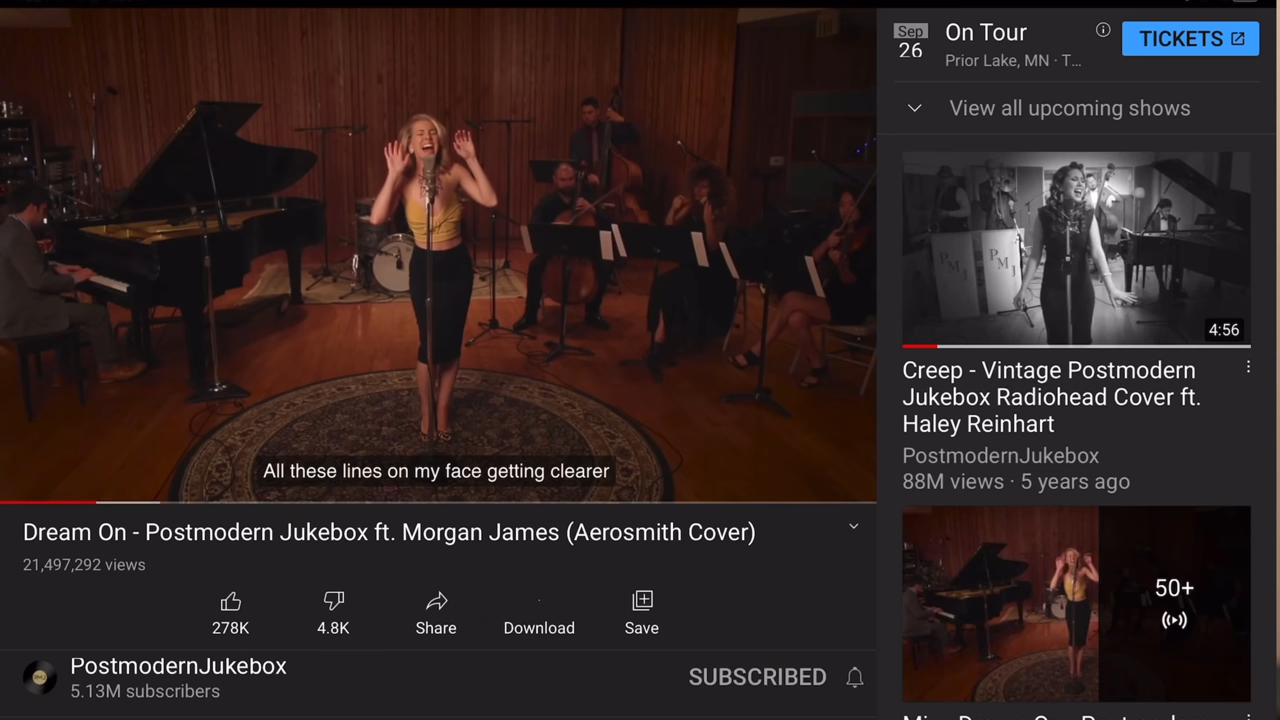 All these lines on my face getting clearer
Dream On - Postmodern Jukebox ft. Morgan James (Aerosmith Cover)
21,497,292 views
278K
4.8K
Share
Download
Save
PostmodernJukebox
5.13M subscribers
SUBSCRIBED
Sep
26
On Tour
Prior Lake, MN · T…
TICKETS
View all upcoming shows
PMJ
PMJ
4:56
Creep - Vintage Postmodern
Jukebox Radiohead Cover ft.
Haley Reinhart
PostmodernJukebox
88M views · 5 years ago
50+